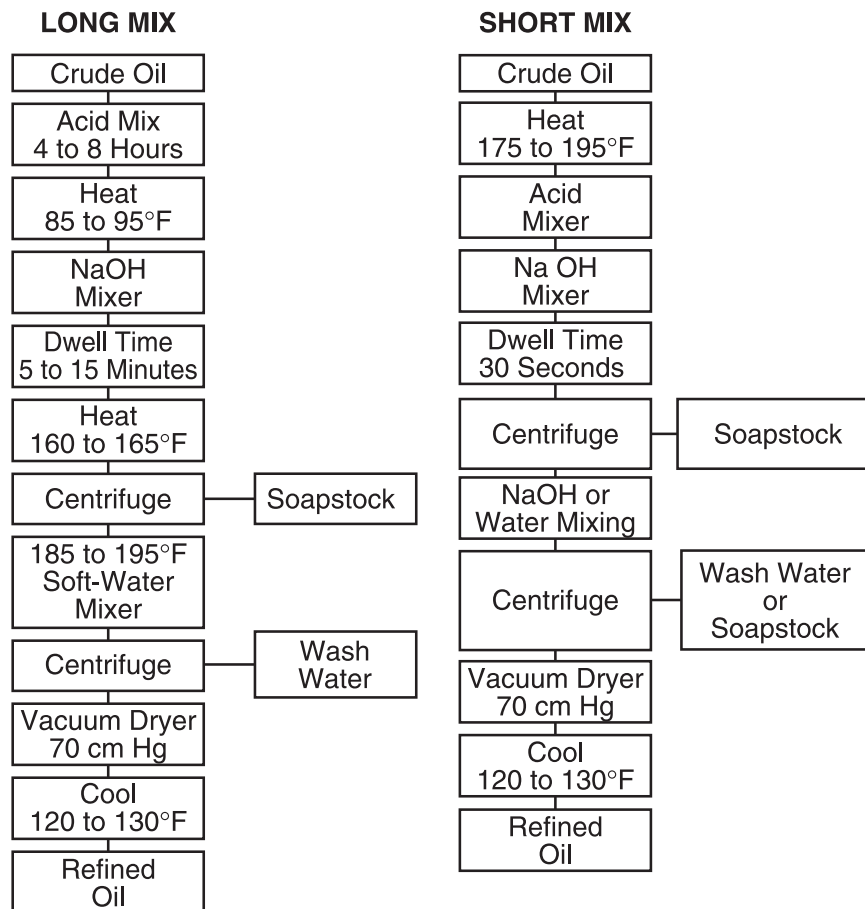 LONG MIX
Crude Oil
Acid Mix
4 to 8 Hours
Heat
85 to 95°F
NaOH
Mixer
Dwell Time
5 to 15 Minutes
Heat
160 to 165°F
Centrifuge
Soapstock
185 to 195°F
Soft-Water
Mixer
Centrifuge
Wash
Water
Vacuum Dryer
70 cm Hg
Cool
120 to 130°F
Refined
Oil
SHORT MIX
Crude Oil
Heat
175 to 195°F
Acid
Mixer
Na OH
Mixer
Dwell Time
30 Seconds
Centrifuge
Soapstock
NaOH or
Water Mixing
Centrifuge
Wash Water
or
Soapstock
Vacuum Dryer
70 cm Hg
Cool
120 to 130°F
Refined
Oil